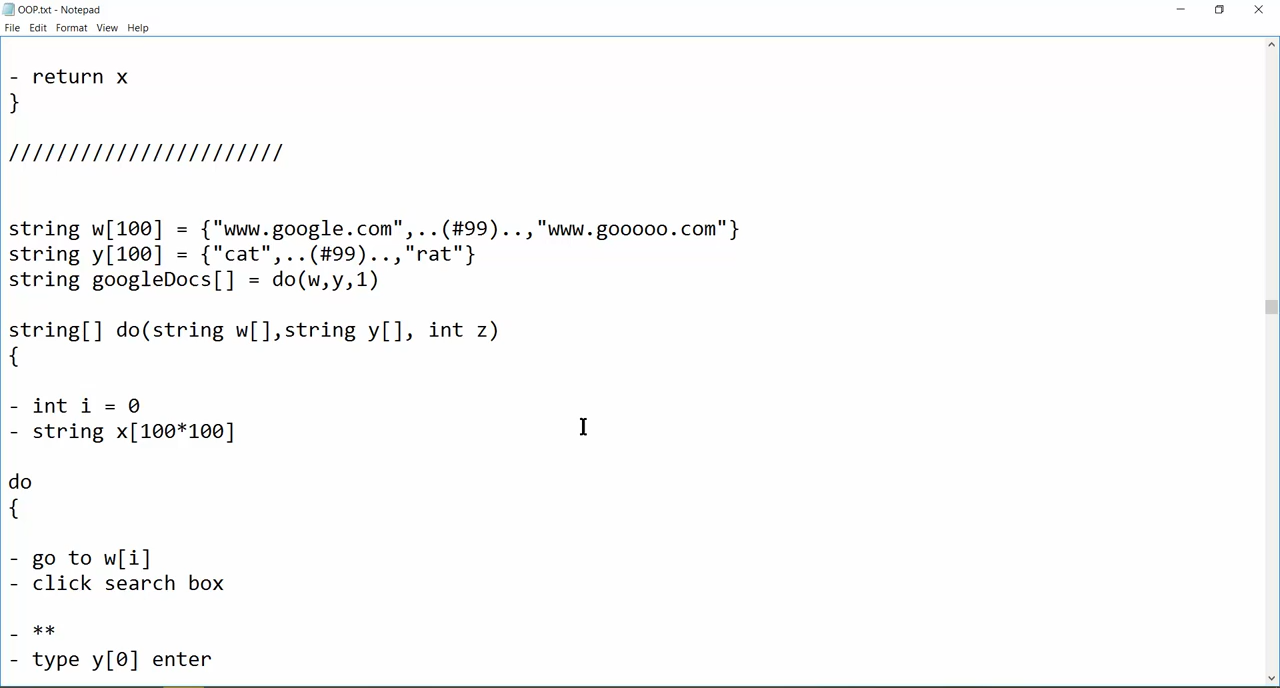 OOP.txt - Notepad
File Edit Format View Help
- return x
}
///////////////////////
string w[100] = {"www.google.com",..(#99)..,"www.gooooo.com"}
string y[100] = {"cat",..(#99)..,"rat"}
string googleDocs[] = do(w,y,1)
string[] do(string w[],string y[], int z)
{
- int i = 0
- string x[100*100]
do
{
- go to w[i]
- click search box
- **
- type y[0] enter